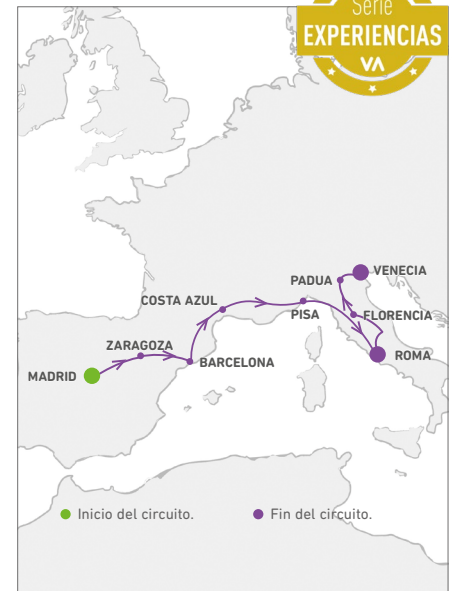 Serie
EXPERIENCIAS
VA
VENECIA
PADUA
COSTA AZUL
PISA
FLORENCIA
ZARAGOZA
BARCELONA
ROMA
MADRID
Inicio del circuito.
Fin del circuito.